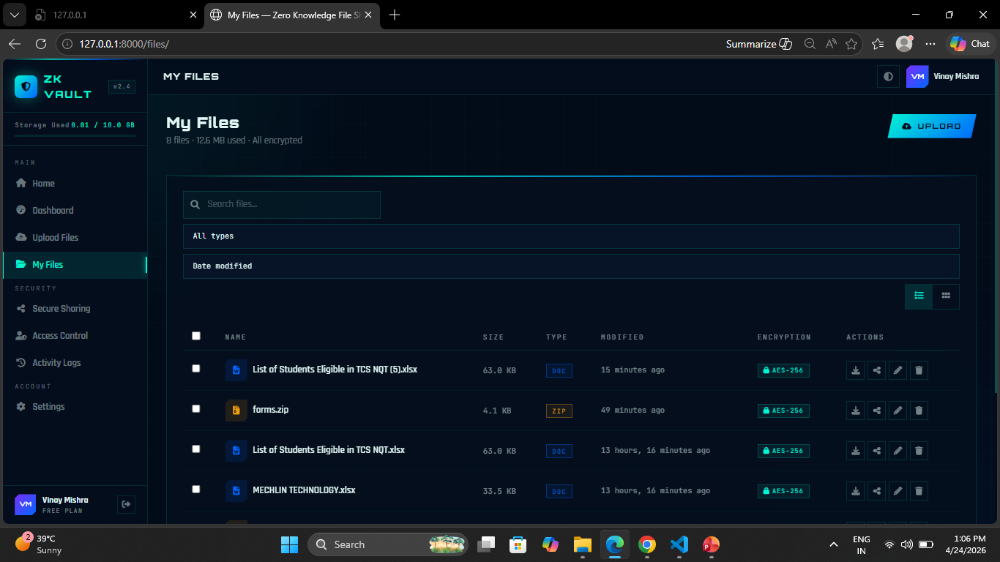 127.0.0.1
My Files — Zero Knowledge File S
127.0.0.1:8000/files/
Summarize
Chat
ZK VAULT
v2.4
Storage Used 0.01 / 10.0 GB
MAIN
Home
Dashboard
Upload Files
My Files
SECURITY
Secure Sharing
Access Control
Activity Logs
ACCOUNT
Settings
VM
Vinay Mishra
FREE PLAN
MY FILES
VM
Vinay Mishra
My Files
8 files · 12.6 MB used · All encrypted
UPLOAD
Search files...
All types
Date modified
NAME SIZE TYPE MODIFIED ENCRYPTION ACTIONS
List of Students Eligible in TCS NQT (5).xlsx 63.0 KB DOC 15 minutes ago AES-256
forms.zip 4.1 KB ZIP 49 minutes ago AES-256
List of Students Eligible in TCS NQT.xlsx 63.0 KB DOC 13 hours, 16 minutes ago AES-256
MECHLIN TECHNOLOGY.xlsx 33.5 KB DOC 13 hours, 16 minutes ago AES-256
2
39°C
Sunny
Search
ENG
IN
1:06 PM
4/24/2026